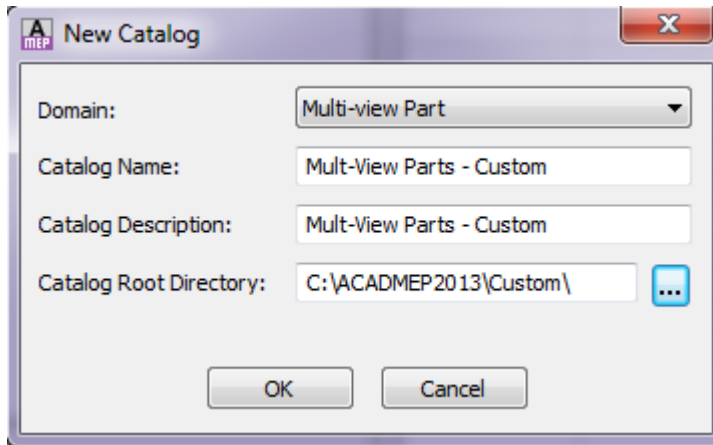 A
MEP
New Catalog
Domain:
Multi-view Part
Catalog Name:
Mult-View Parts - Custom
Catalog Description:
Mult-View Parts - Custom
Catalog Root Directory:
C:\ACADMEP2013\Custom\
...
OK
Cancel